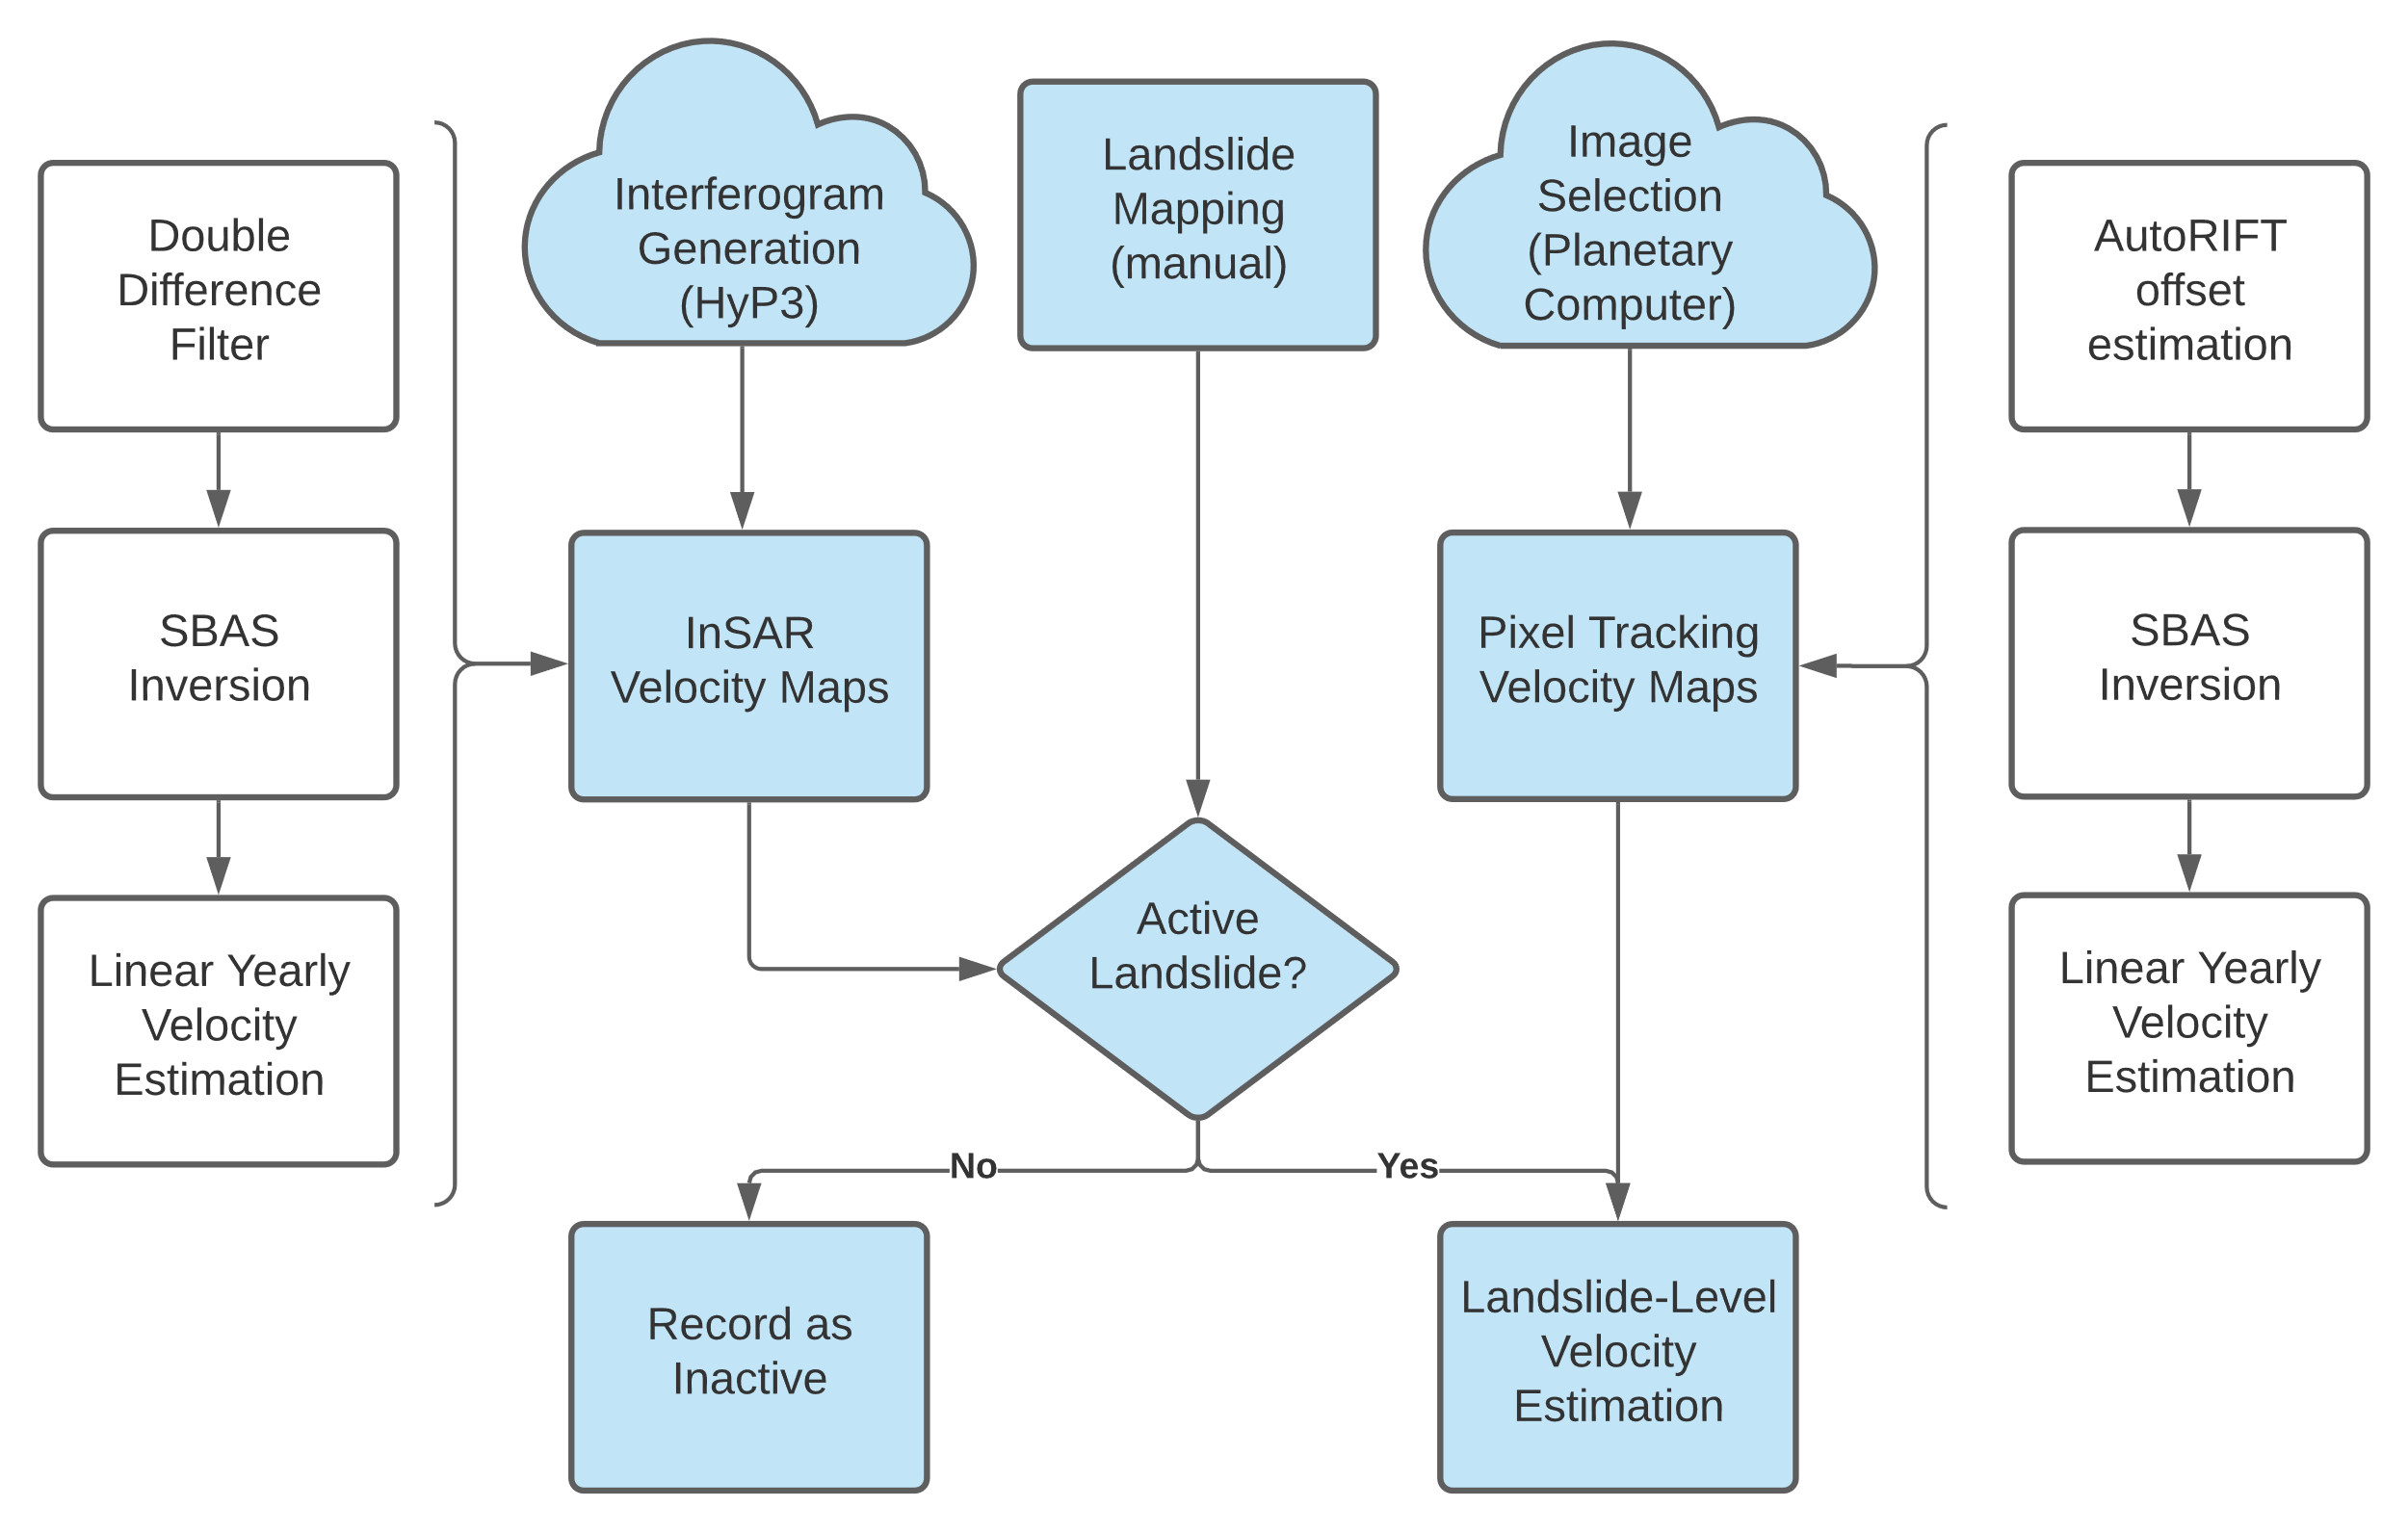 Double
Difference
Filter
SBAS
Inversion
Linear Yearly
Velocity
Estimation
Interferogram
Generation
(HyP3)
InSAR
Velocity Maps
Landslide
Mapping
(manual)
Active
Landslide?
No
Yes
Record as
Inactive
Image
Selection
(Planetary
Computer)
Pixel Tracking
Velocity Maps
Landslide-Level
Velocity
Estimation
AutoRIFT
offset
estimation
SBAS
Inversion
Linear Yearly
Velocity
Estimation